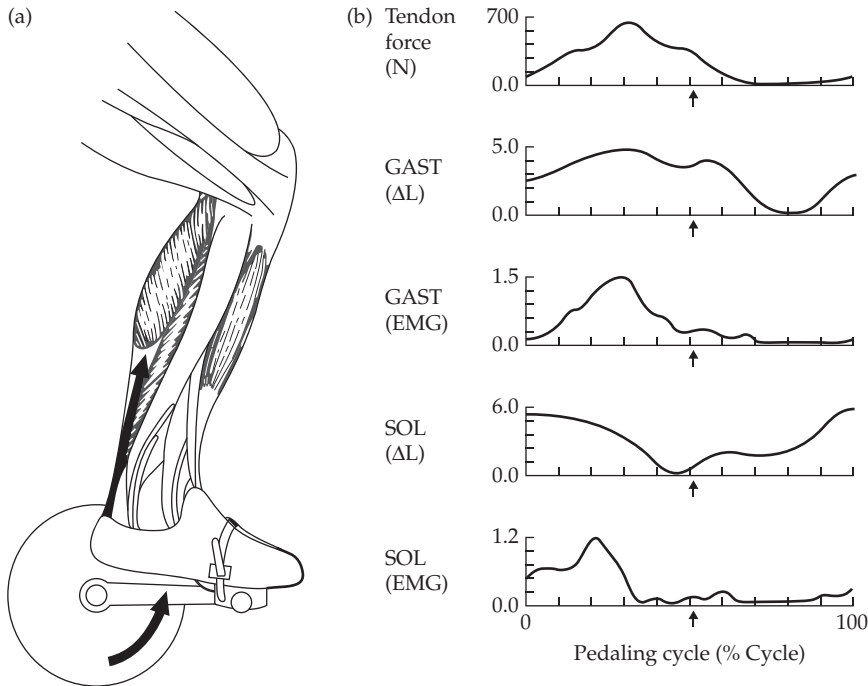 (a)
(b)
Tendon
force
(N)
700
0.0
GAST
(ΔL)
5.0
0.0
GAST
(EMG)
1.5
0.0
SOL
(ΔL)
6.0
0.0
SOL
(EMG)
1.2
0.0
0
100
Pedaling cycle (% Cycle)